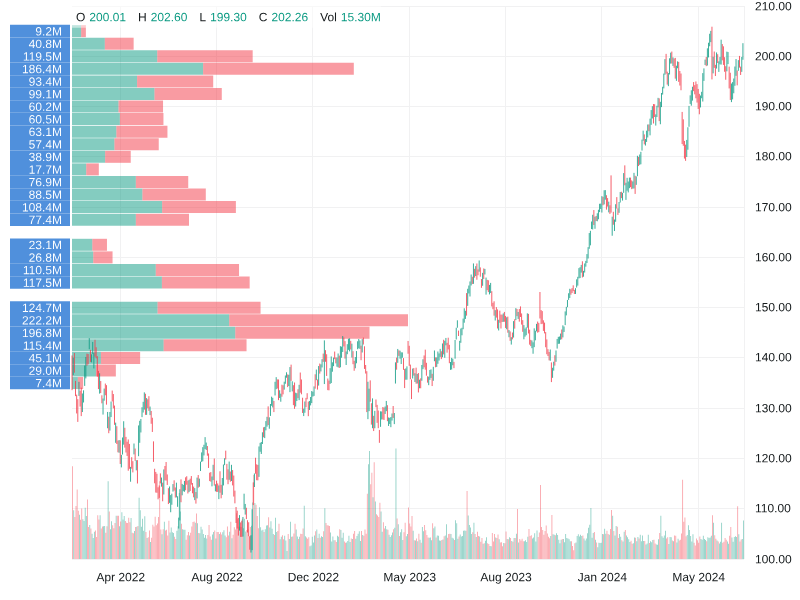 O 200.01 H 202.60 L 199.30 C 202.26 Vol 15.30M
210.00
200.00
190.00
180.00
170.00
160.00
150.00
140.00
130.00
120.00
110.00
100.00
9.2M
40.8M
119.5M
186.4M
93.4M
99.1M
60.2M
60.5M
63.1M
57.4M
38.9M
17.7M
76.9M
88.5M
108.4M
77.4M
23.1M
26.8M
110.5M
117.5M
124.7M
222.2M
196.8M
115.4M
45.1M
29.0M
7.4M
Apr 2022 Aug 2022 Dec 2022 May 2023 Aug 2023 Jan 2024 May 2024